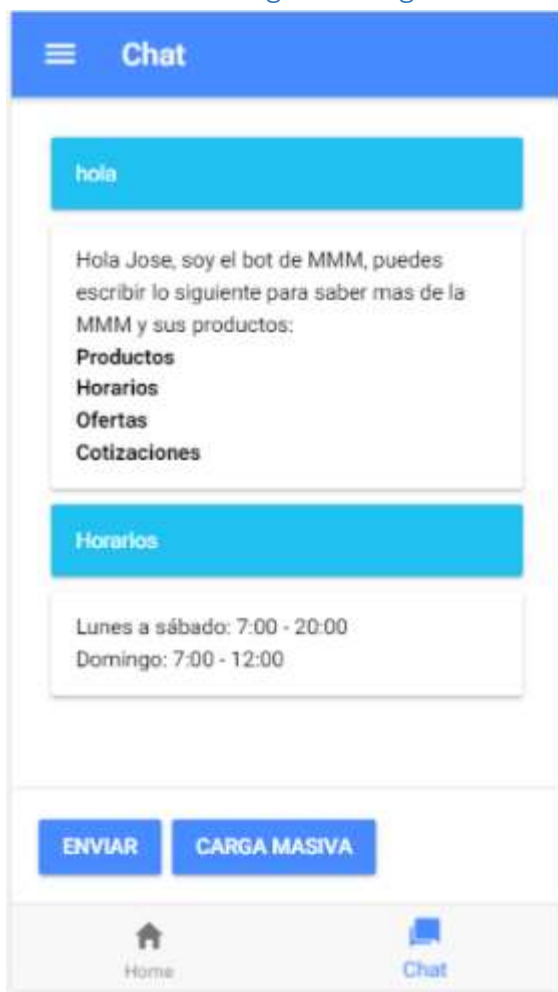 Chat
hola
Hola Jose, soy el bot de MMM, puedes
escribir lo siguiente para saber mas de la
MMM y sus productos:
Productos
Horarios
Ofertas
Cotizaciones
Horarios
Lunes a sábado: 7:00 - 20:00
Domingo: 7:00 - 12:00
ENVIAR CARGA MASIVA
Home Chat